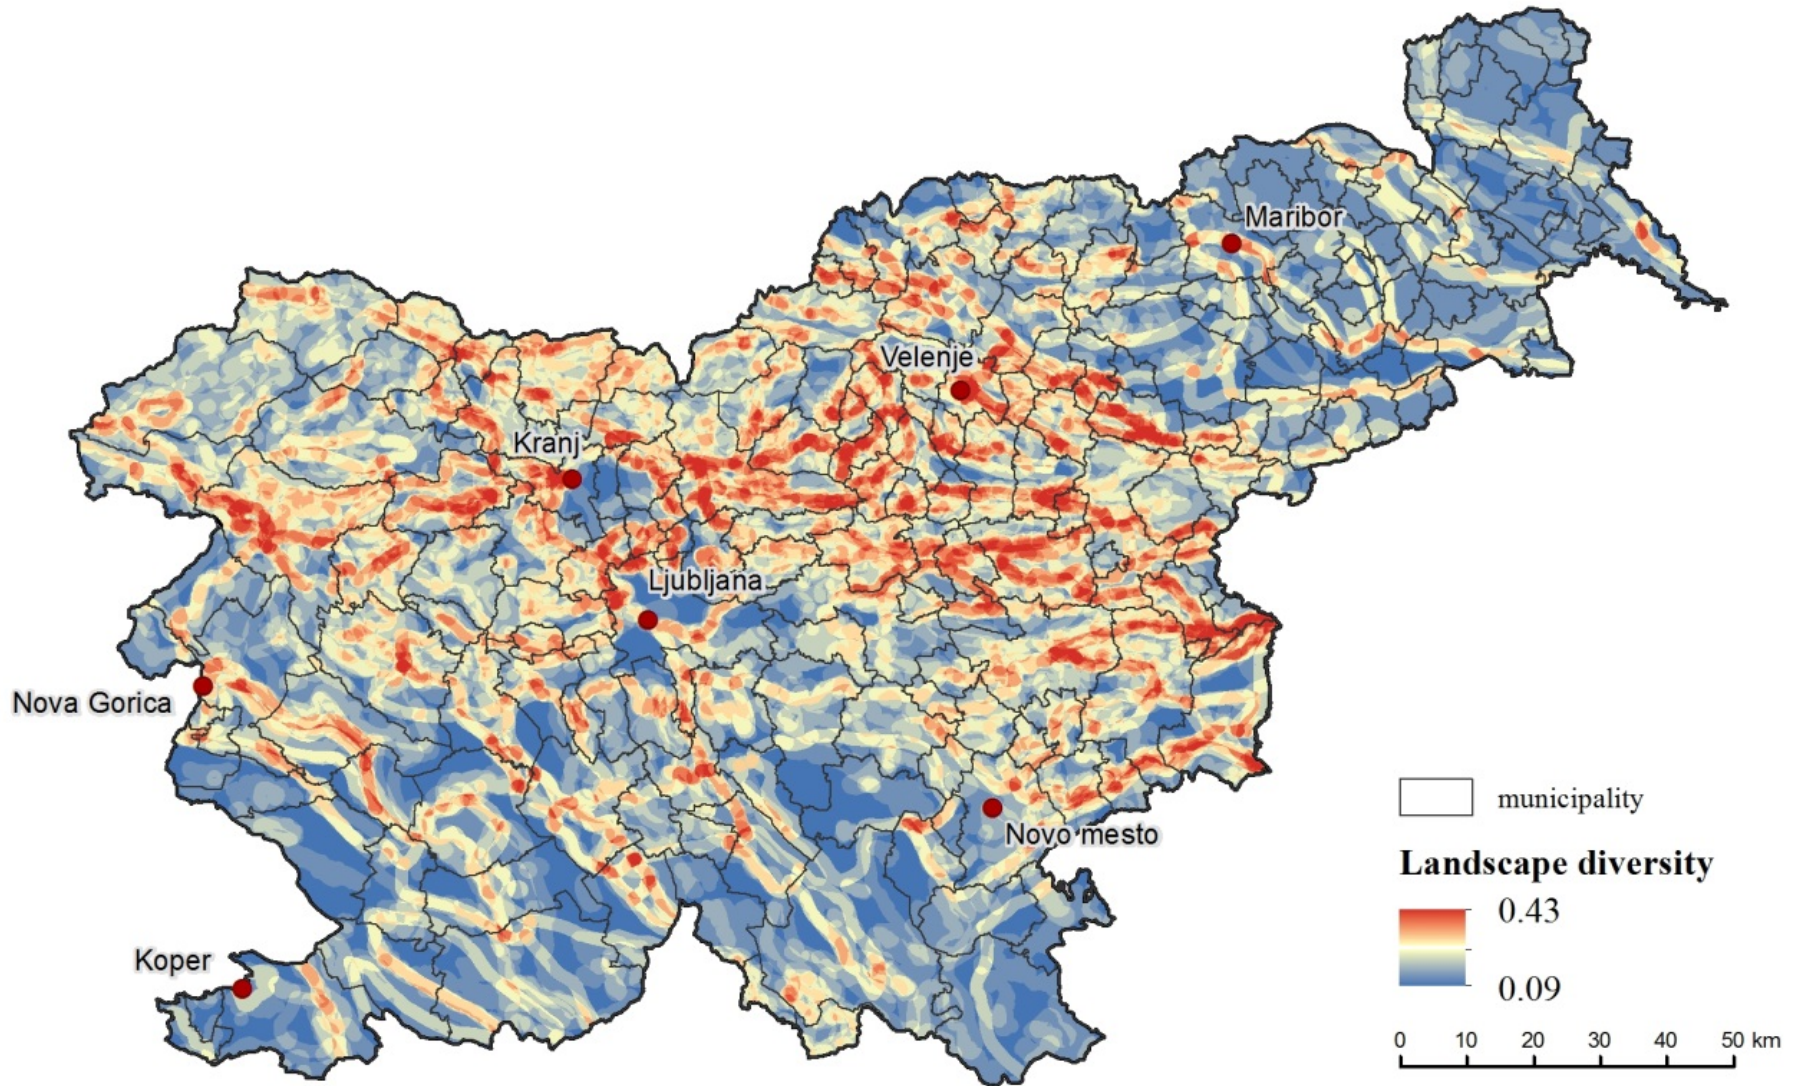 Maribor
Velenje
Kranj
Ljubljana
Nova Gorica
Novo mesto
Koper
municipality
Landscape diversity
0.43
0.09
0 10 20 30 40 50 km